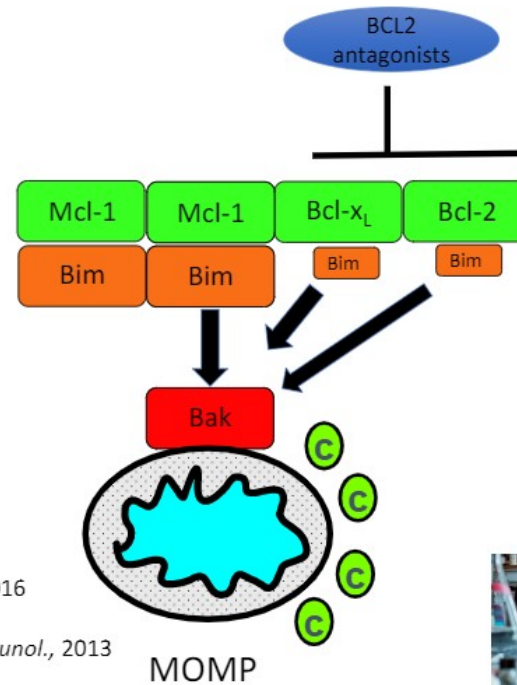 BCL2
antagonists
Mcl-1 Mcl-1 Bcl-xL Bcl-2
Bim Bim Bim Bim
Bak
c
c
c
c
16
unol., 2013
MOMP